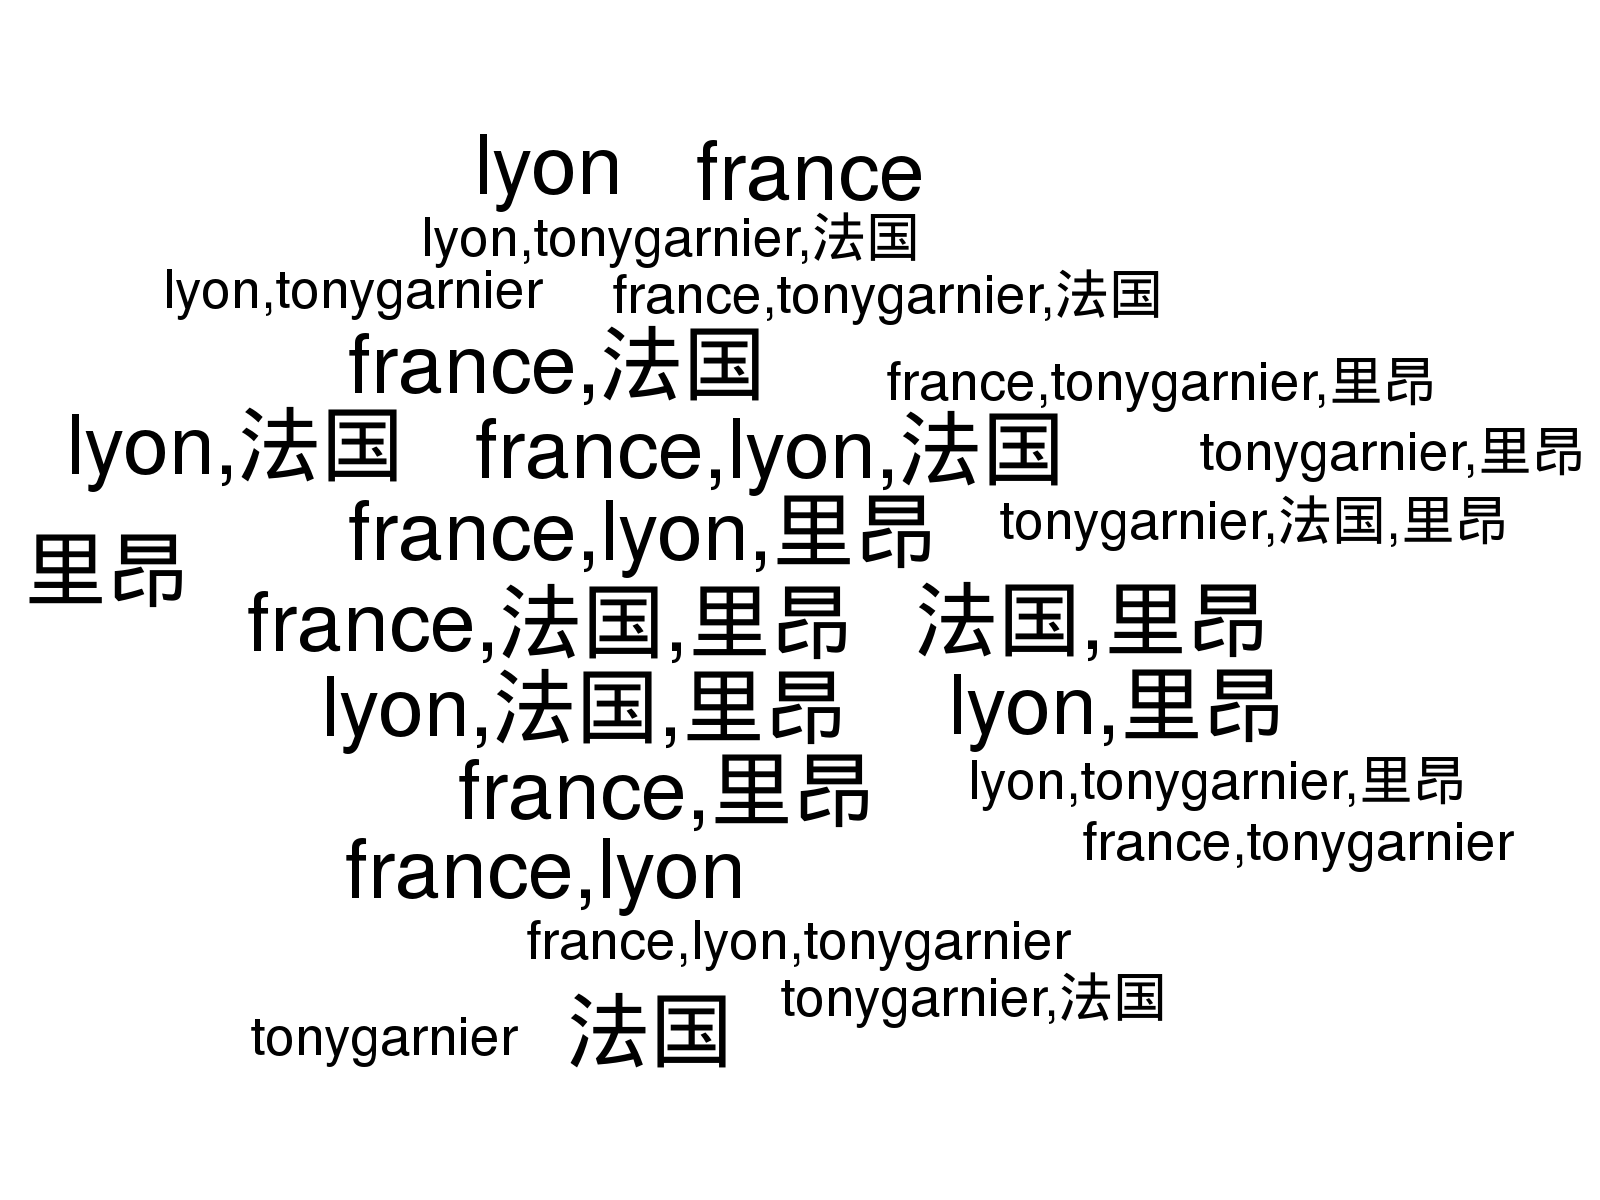 lyon france
lyon,tonygarnier,法国
lyon,tonygarnier france,tonygarnier,法国
france,法国
france,tonygarnier,里昂
lyon,法国 france,lyon,法国 tonygarnier,里昂
france,lyon,里昂 tonygarnier,法国,里昂
里昂
france,法国,里昂 法国,里昂
lyon,法国,里昂 lyon,里昂
france,里昂 lyon,tonygarnier,里昂
france,tonygarnier
france,lyon
france,lyon,tonygarnier
tonygarnier,法国
tonygarnier 法国